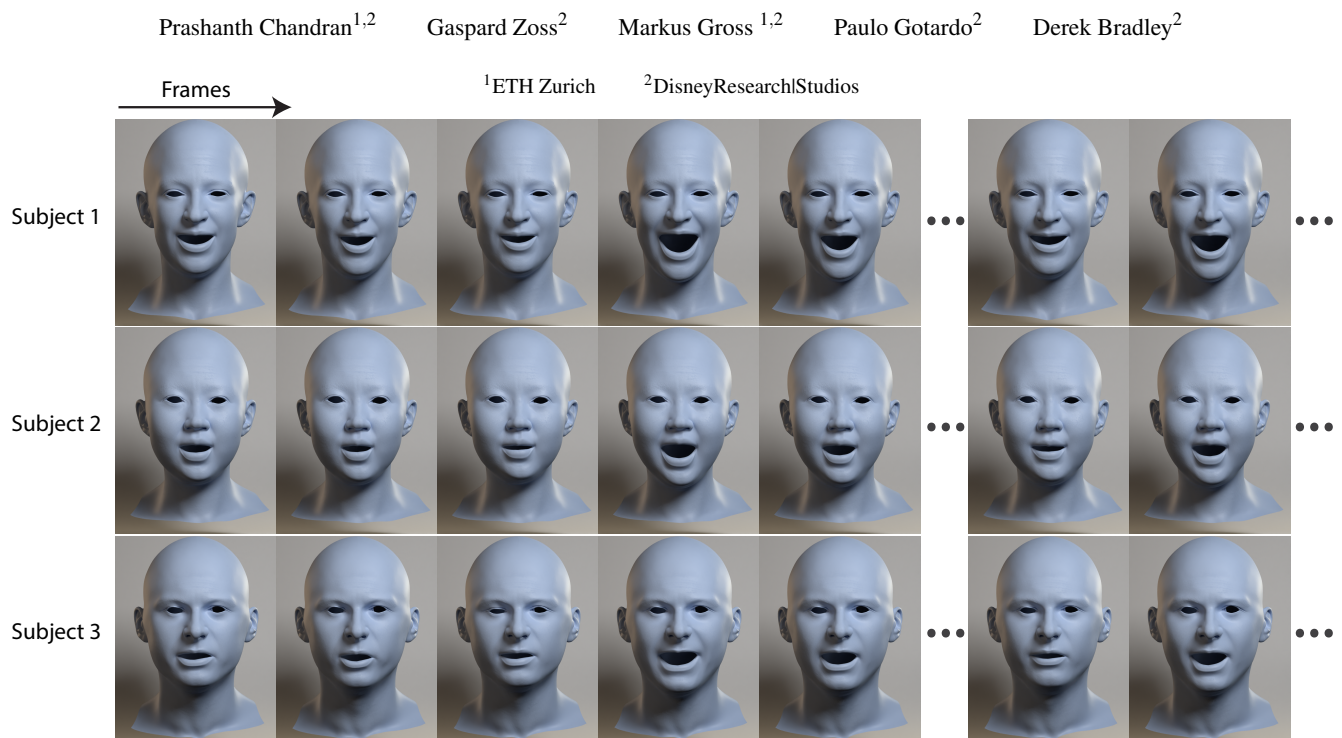 Prashanth Chandran1,2 Gaspard Zoss2 Markus Gross 1,2 Paulo Gotardo2 Derek Bradley2
1ETH Zurich 2DisneyResearch|Studios
Frames
Subject 1
Subject 2
Subject 3